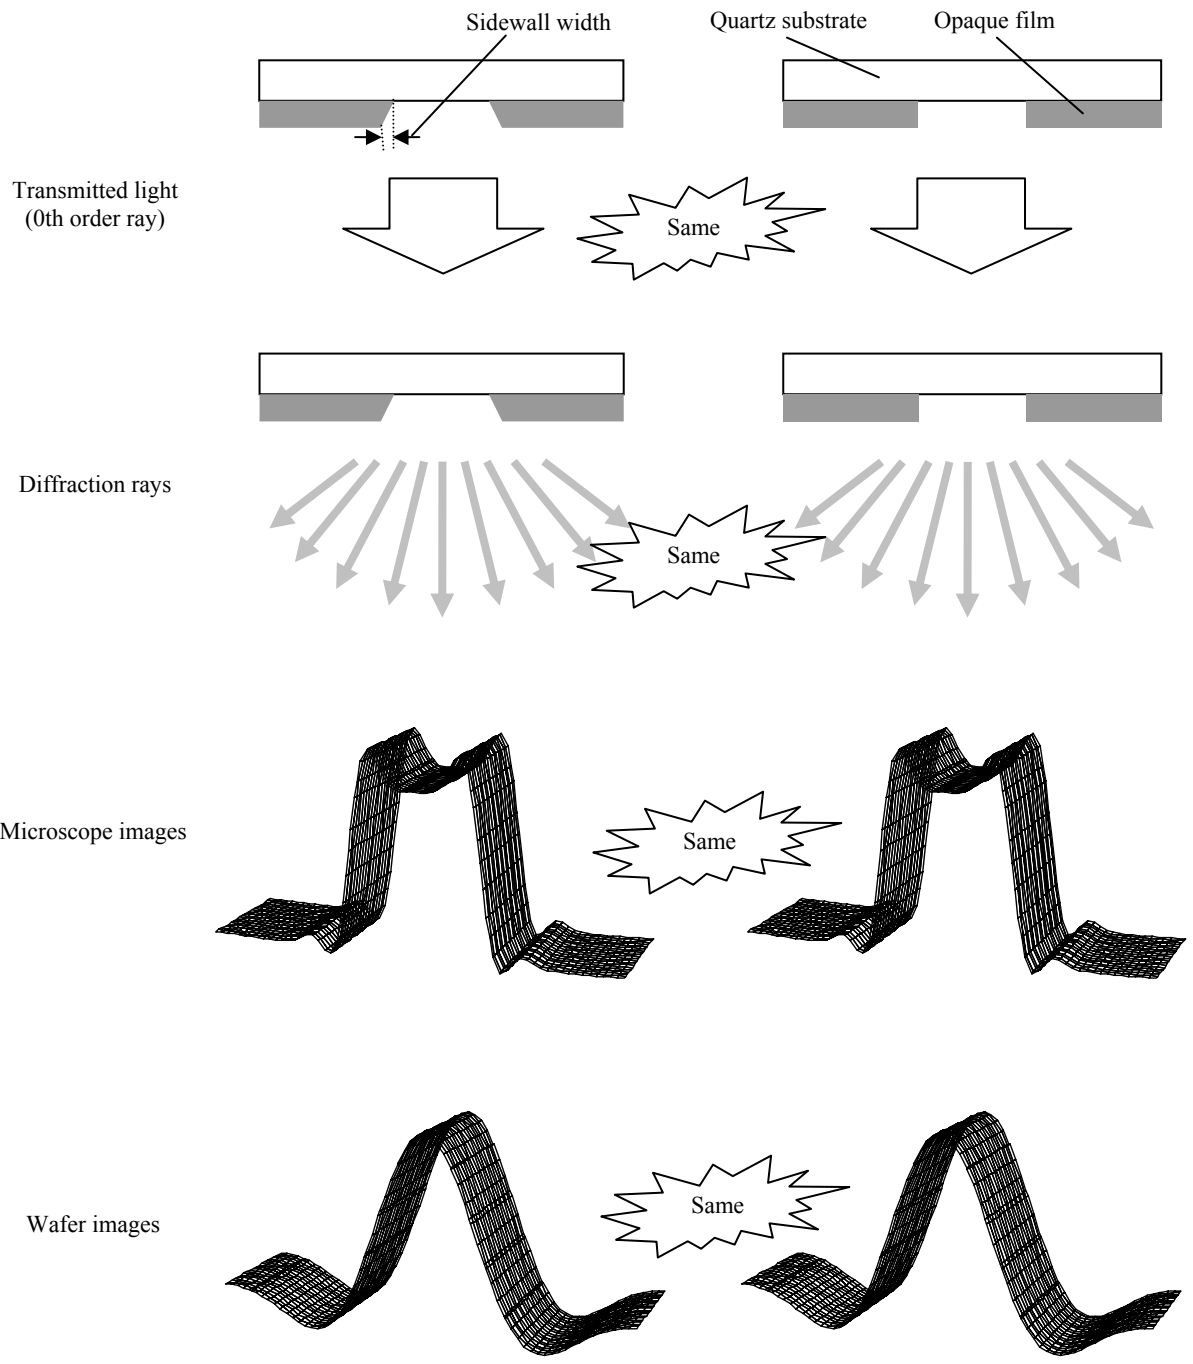 Sidewall width
Quartz substrate
Opaque film
Transmitted light
(0th order ray)
Same
Diffraction rays
Same
Microscope images
Same
Wafer images
Same